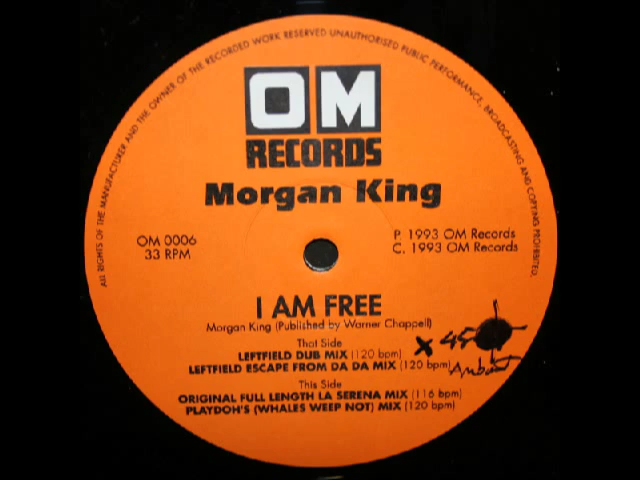 ALL RIGHTS OF THE MANUFACTURER AND THE OWNER OF THE RECORDED WORK RESERVED UNAUTHORISED PUBLIC PERFORMANCE, BROADCASTING AND COPYING PROHIBITED.
OM
RECORDS
Morgan King
OM 0006
33 RPM
P. 1993 OM Records
C. 1993 OM Records
I AM FREE
Morgan King (Published by Warner Chappell)
That Side
LEFTFIELD DUB MIX (120 bpm)
LEFTFIELD ESCAPE FROM DA DA MIX (120 bpm)
This Side
ORIGINAL FULL LENGTH LA SERENA MIX (116 bpm)
PLAYDOH'S (WHALES WEEP NOT) MIX (120 bpm)
X 45